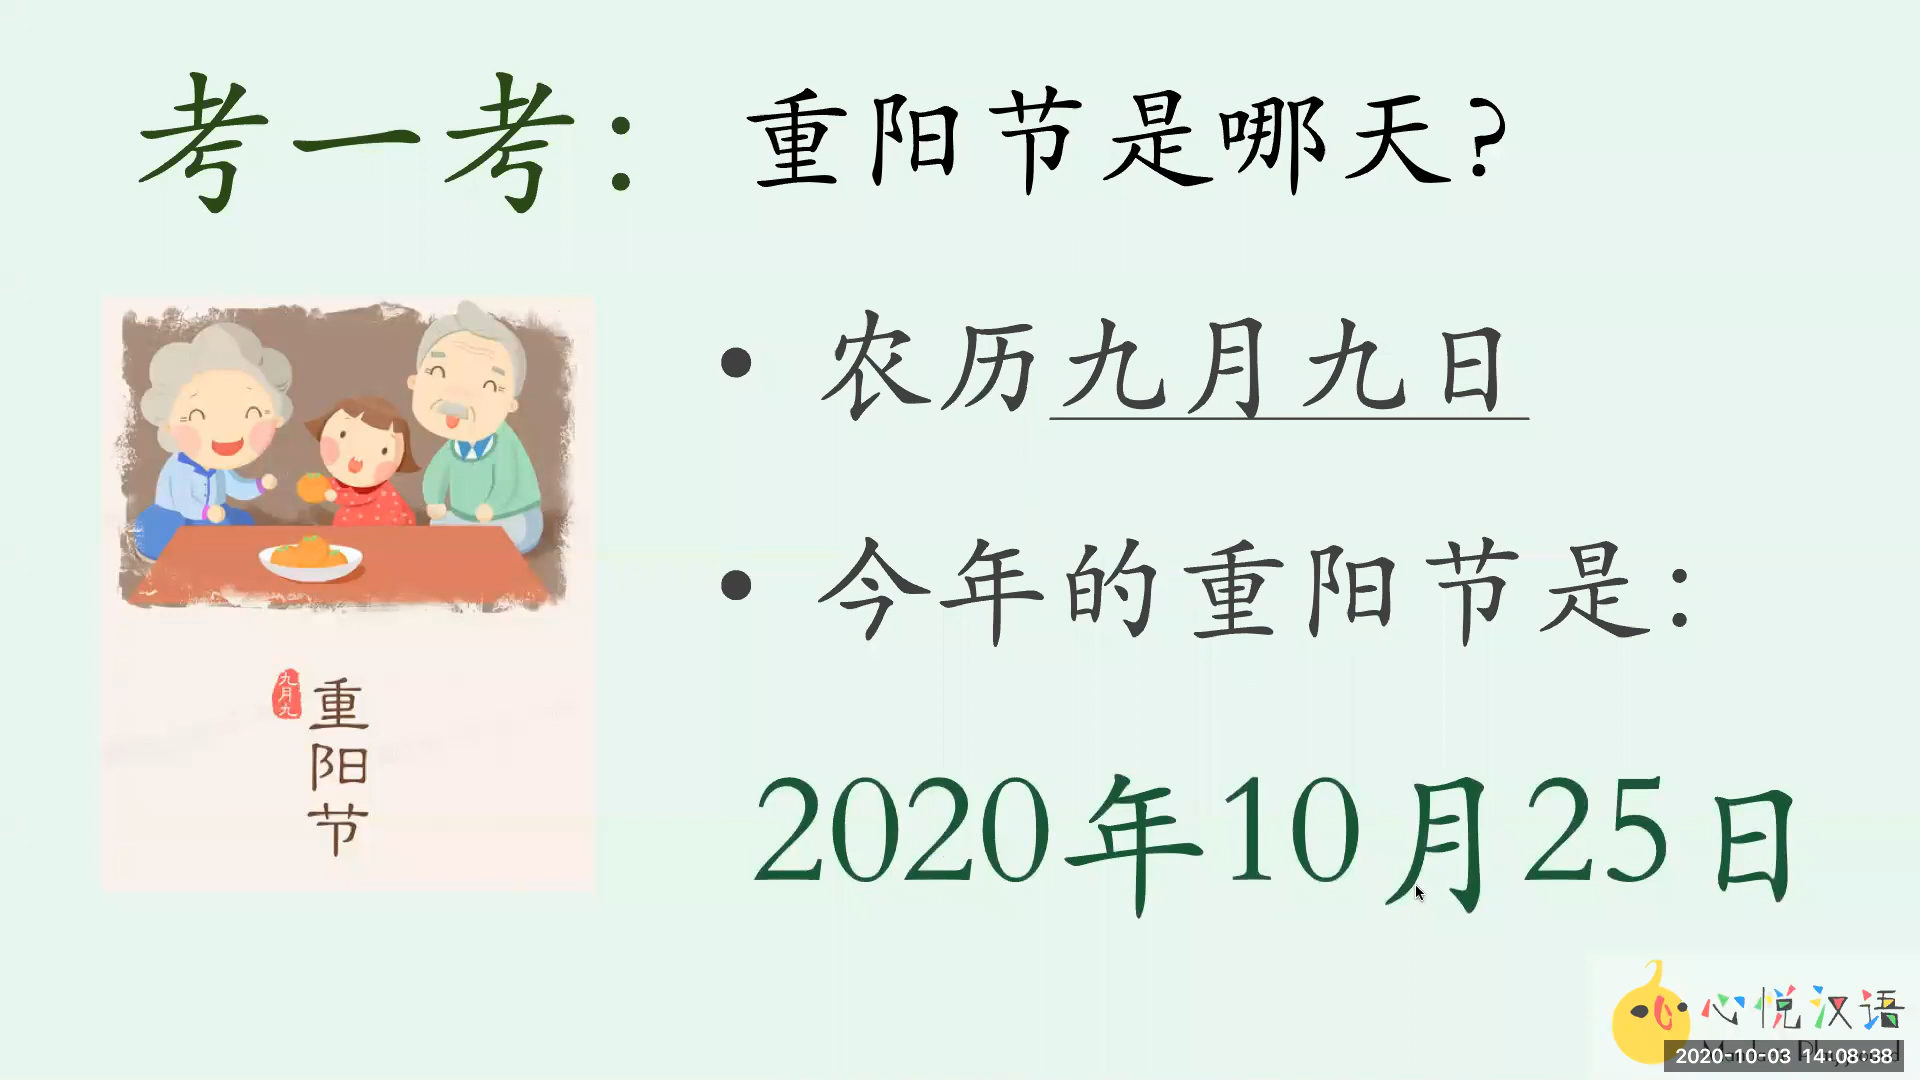 考一考：重阳节是哪天？
农历九月九日
今年的重阳节是：
2020年10月25日
九月九
重阳节
心悦汉语
2020-10-03 14:08:38